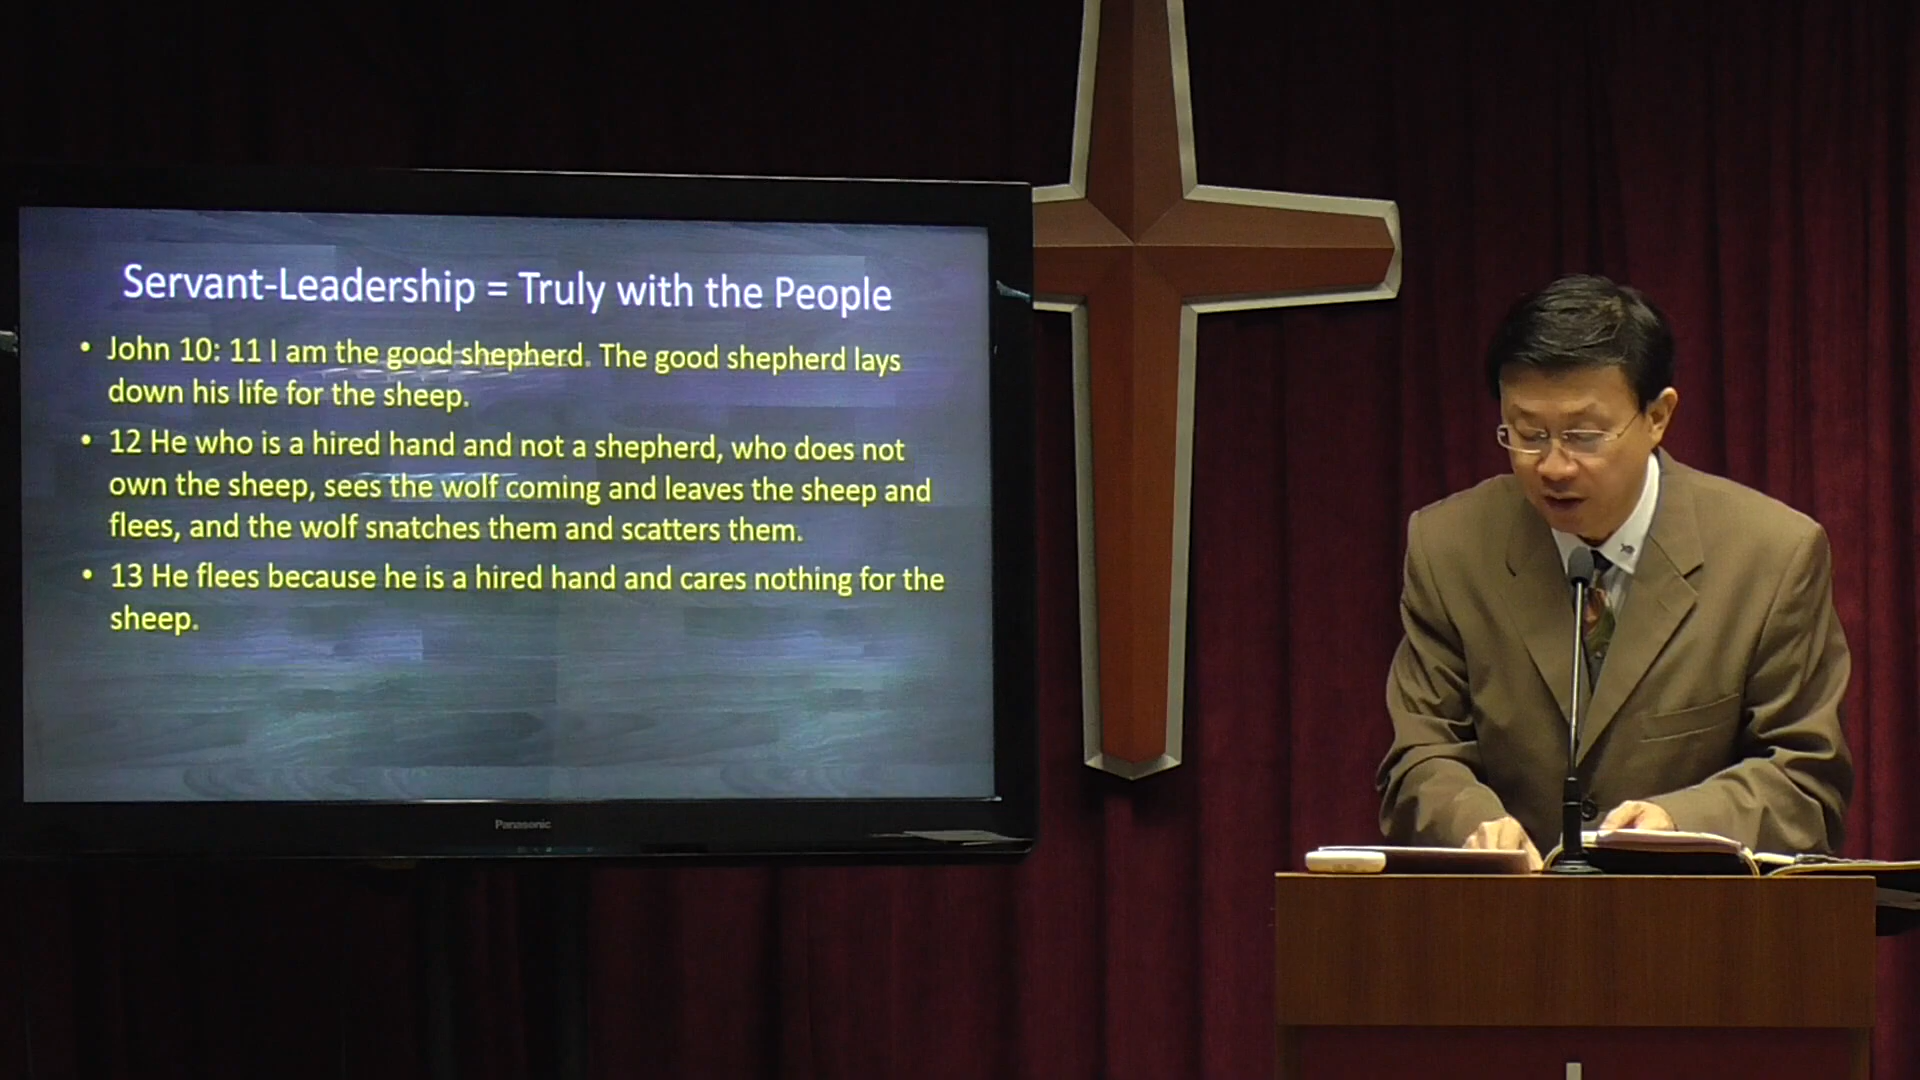 Servant-Leadership = Truly with the People
• John 10: 11 I am the good shepherd. The good shepherd lays
down his life for the sheep.
• 12 He who is a hired hand and not a shepherd, who does not
own the sheep, sees the wolf coming and leaves the sheep and
flees, and the wolf snatches them and scatters them.
• 13 He flees because he is a hired hand and cares nothing for the
sheep.
Panasonic